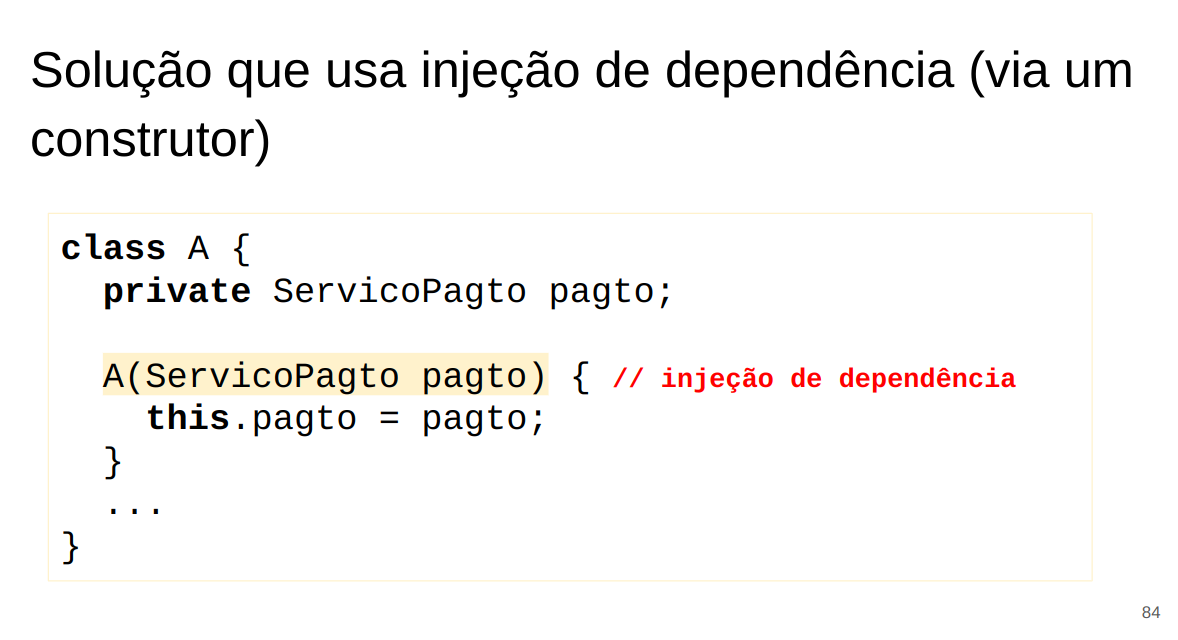 Solução que usa injeção de dependência (via um
construtor)
class A {
private ServicoPagto pagto;
A(ServicoPagto pagto) { // injeção de dependência
this.pagto = pagto;
}
...
}
84